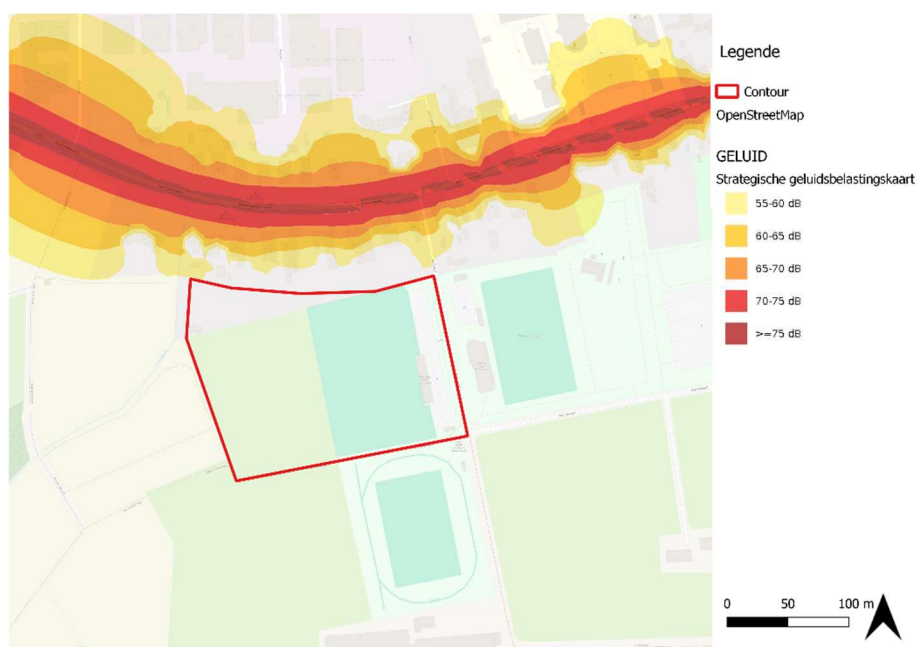 Legende
Contour
OpenStreetMap
GELUID
Strategische geluidsbelastingskaart
55-60 dB
60-65 dB
65-70 dB
70-75 dB
>=75 dB
0 50 100 m